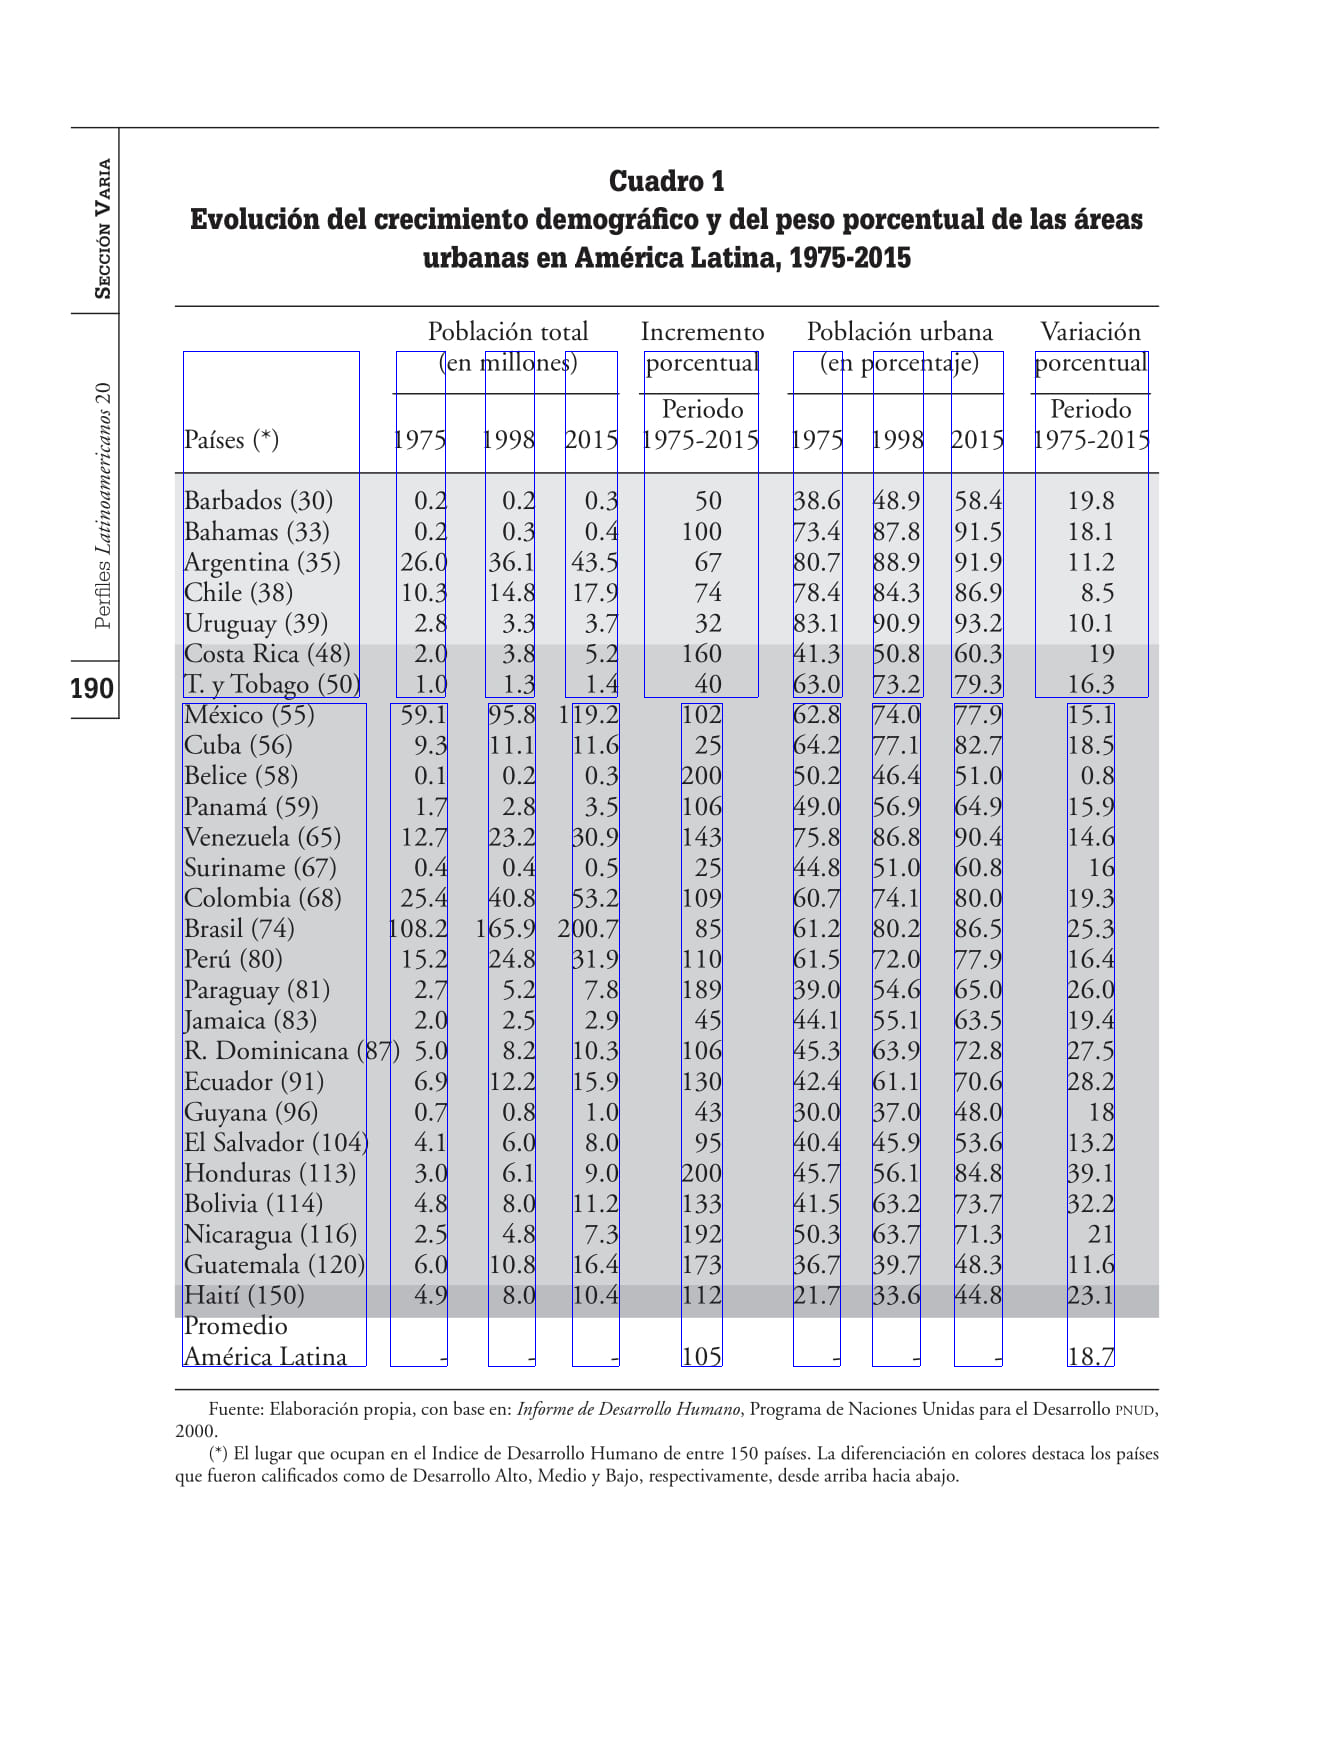 Sección Varia
Perfiles Latinoamericanos 20
190
Cuadro 1
Evolución del crecimiento demográfico y del peso porcentual de las áreas
urbanas en América Latina, 1975-2015
Población total Incremento Población urbana Variación
(en millones) porcentual (en porcentaje) porcentual
Periodo Periodo
Países (*) 1975 1998 2015 1975-2015 1975 1998 2015 1975-2015
Barbados (30) 0.2 0.2 0.3 50 38.6 48.9 58.4 19.8
Bahamas (33) 0.2 0.3 0.4 100 73.4 87.8 91.5 18.1
Argentina (35) 26.0 36.1 43.5 67 80.7 88.9 91.9 11.2
Chile (38) 10.3 14.8 17.9 74 78.4 84.3 86.9 8.5
Uruguay (39) 2.8 3.3 3.7 32 83.1 90.9 93.2 10.1
Costa Rica (48) 2.0 3.8 5.2 160 41.3 50.8 60.3 19
T. y Tobago (50) 1.0 1.3 1.4 40 63.0 73.2 79.3 16.3
México (55) 59.1 95.8 119.2 102 62.8 74.0 77.9 15.1
Cuba (56) 9.3 11.1 11.6 25 64.2 77.1 82.7 18.5
Belice (58) 0.1 0.2 0.3 200 50.2 46.4 51.0 0.8
Panamá (59) 1.7 2.8 3.5 106 49.0 56.9 64.9 15.9
Venezuela (65) 12.7 23.2 30.9 143 75.8 86.8 90.4 14.6
Suriname (67) 0.4 0.4 0.5 25 44.8 51.0 60.8 16
Colombia (68) 25.4 40.8 53.2 109 60.7 74.1 80.0 19.3
Brasil (74) 108.2 165.9 200.7 85 61.2 80.2 86.5 25.3
Perú (80) 15.2 24.8 31.9 110 61.5 72.0 77.9 16.4
Paraguay (81) 2.7 5.2 7.8 189 39.0 54.6 65.0 26.0
Jamaica (83) 2.0 2.5 2.9 45 44.1 55.1 63.5 19.4
R. Dominicana (87) 5.0 8.2 10.3 106 45.3 63.9 72.8 27.5
Ecuador (91) 6.9 12.2 15.9 130 42.4 61.1 70.6 28.2
Guyana (96) 0.7 0.8 1.0 43 30.0 37.0 48.0 18
El Salvador (104) 4.1 6.0 8.0 95 40.4 45.9 53.6 13.2
Honduras (113) 3.0 6.1 9.0 200 45.7 56.1 84.8 39.1
Bolivia (114) 4.8 8.0 11.2 133 41.5 63.2 73.7 32.2
Nicaragua (116) 2.5 4.8 7.3 192 50.3 63.7 71.3 21
Guatemala (120) 6.0 10.8 16.4 173 36.7 39.7 48.3 11.6
Haití (150) 4.9 8.0 10.4 112 21.7 33.6 44.8 23.1
Promedio
América Latina - - - 105 - - - 18.7
Fuente: Elaboración propia, con base en: Informe de Desarrollo Humano, Programa de Naciones Unidas para el Desarrollo PNUD,
2000.
(*) El lugar que ocupan en el Indice de Desarrollo Humano de entre 150 países. La diferenciación en colores destaca los países
que fueron calificados como de Desarrollo Alto, Medio y Bajo, respectivamente, desde arriba hacia abajo.